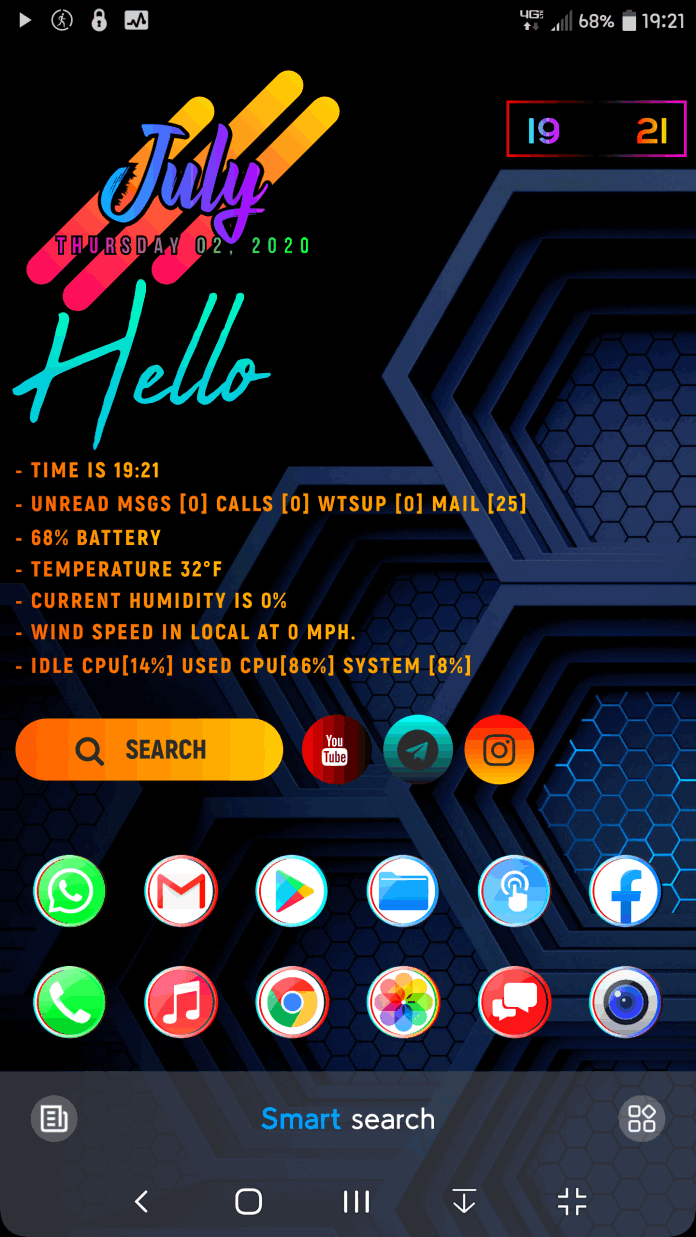 4G 68% 19:21
July
19 21
THURSDAY 02, 2020
Hello
- TIME IS 19:21
- UNREAD MSGS [0] CALLS [0] WTSUP [0] MAIL [25]
- 68% BATTERY
- TEMPERATURE 32°F
- CURRENT HUMIDITY IS 0%
- WIND SPEED IN LOCAL AT 0 MPH.
- IDLE CPU[14%] USED CPU[86%] SYSTEM [8%]
SEARCH
You
Tube
Smart search